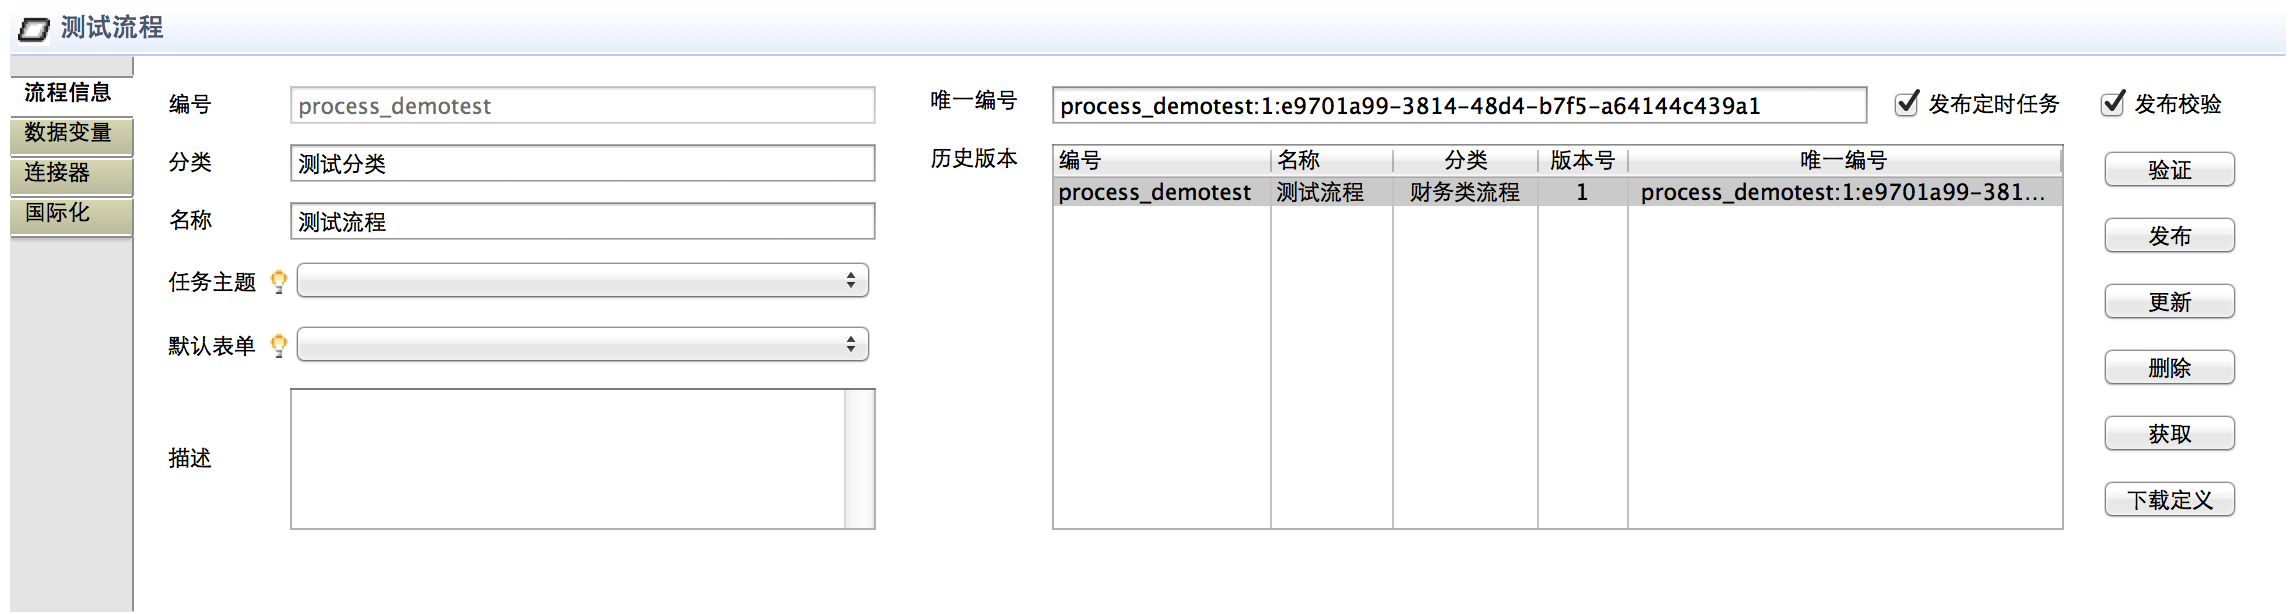 测试流程
流程信息
数据变量
连接器
国际化
编号 process_demotest
分类 测试分类
名称 测试流程
任务主题
默认表单
描述
唯一编号 process_demotest:1:e9701a99-3814-48d4-b7f5-a64144c439a1 发布定时任务 发布校验
历史版本
编号 名称 分类 版本号 唯一编号
process_demotest 测试流程 财务类流程 1 process_demotest:1:e9701a99-381...
验证
发布
更新
删除
获取
下载定义